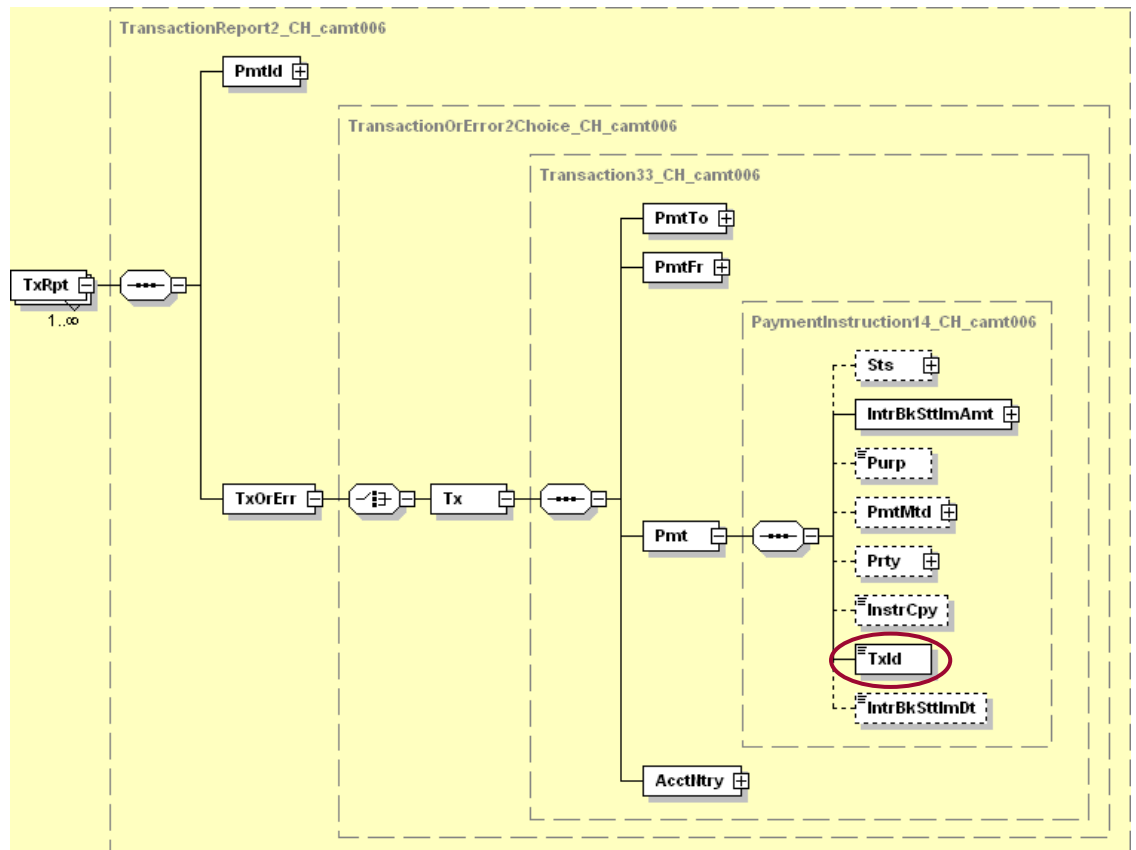 TransactionReport2_CH_camt006
PmtId
TransactionOrError2Choice_CH_camt006
Transaction33_CH_camt006
PmtTo
PmtFr
TxRpt
1..∞
PaymentInstruction14_CH_camt006
Sts
IntrBkSttlmAmt
Purp
TxOrErr
Tx
PmtMtd
Pmt
Prty
InstrCpy
TxId
IntrBkSttlmDt
AcctNtry